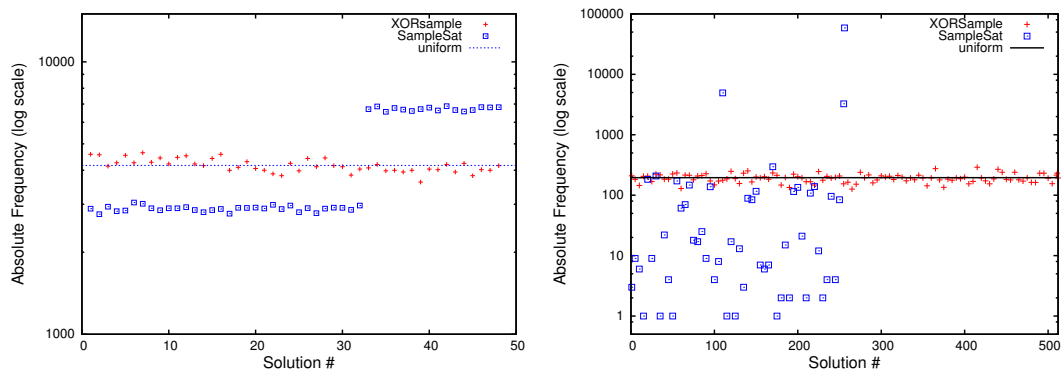 Absolute Frequency (log scale)
10000
1000
XORsample
SampleSat
uniform
0 10 20 30 40 50
Solution #
Absolute Frequency (log scale)
100000
10000
1000
100
10
1
XORsample
SampleSat
uniform
0 100 200 300 400 500
Solution #